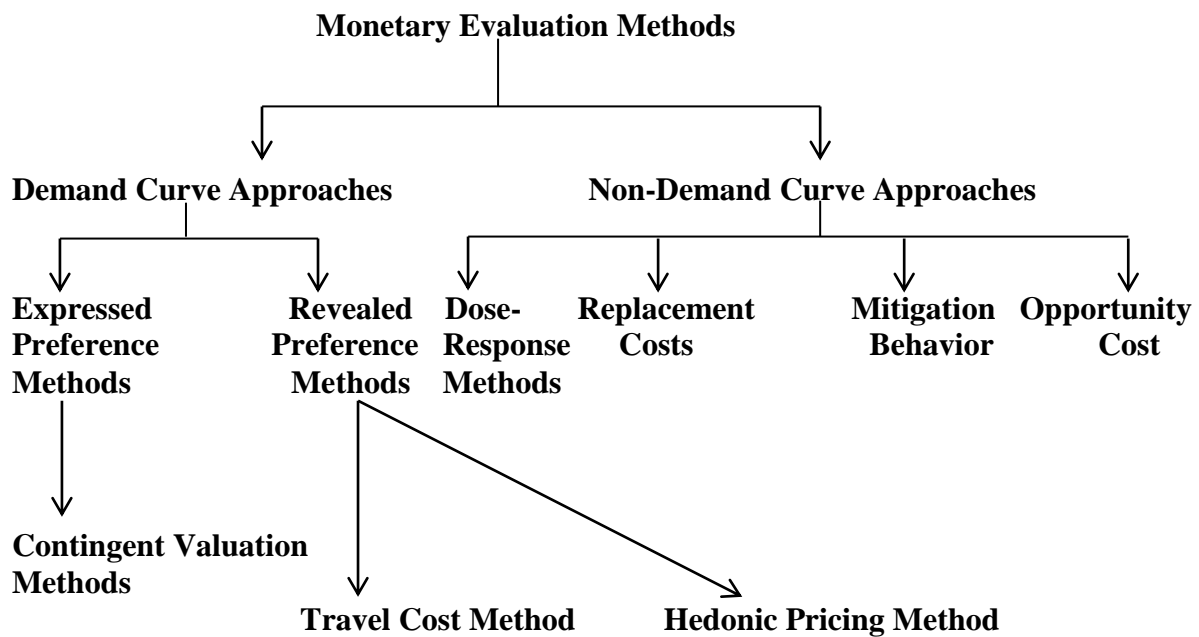 Monetary Evaluation Methods
Demand Curve Approaches
Non-Demand Curve Approaches
Expressed
Preference
Methods
Revealed
Preference
Methods
Dose-
Response
Methods
Replacement
Costs
Mitigation
Behavior
Opportunity
Cost
Contingent Valuation
Methods
Travel Cost Method
Hedonic Pricing Method